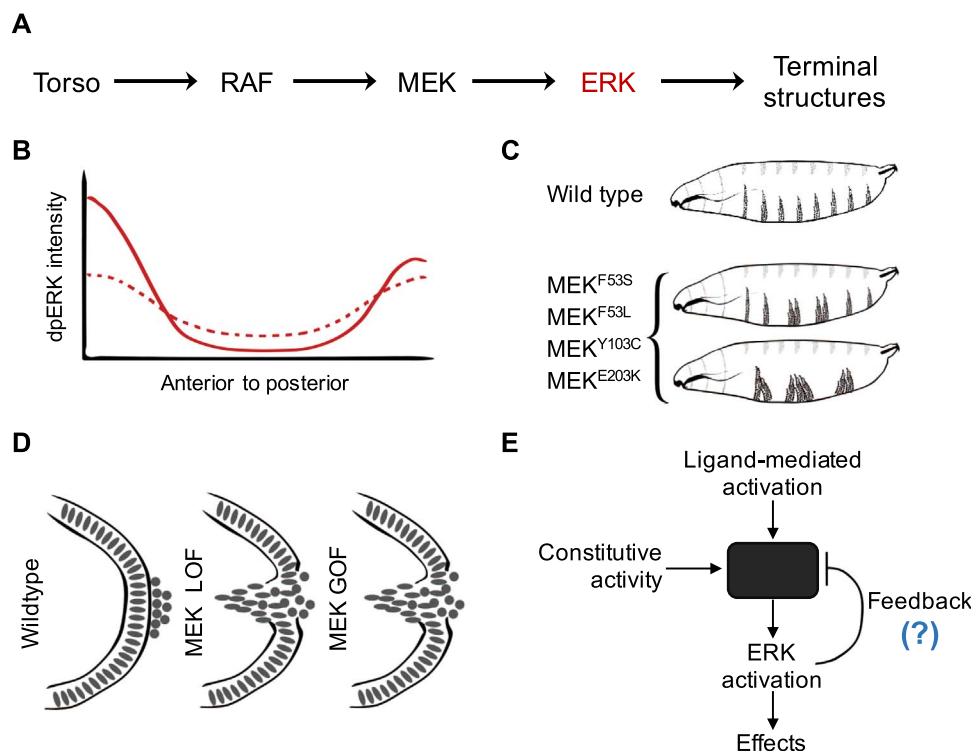 A
Torso RAF MEK ERK Terminal
structures
B
dpERK intensity
Anterior to posterior
C
Wild type
MEK^F53S
MEK^F53L
MEK^Y103C
MEK^E203K
D
Wildtype
MEK LOF
MEK GOF
E
Ligand-mediated
activation
Constitutive
activity
Feedback
(?)
ERK
activation
Effects